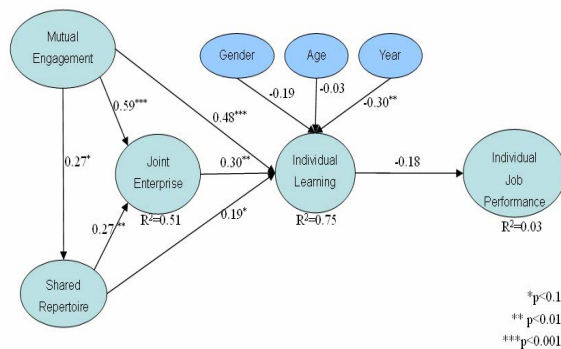 Mutual
Engagement
Gender
Age
Year
-0.19
-0.03
-0.30**
0.59***
0.48***
0.27*
Joint
Enterprise
R²=0.51
0.30**
Individual
Learning
R²=0.75
-0.18
Individual
Job
Performance
R²=0.03
0.27**
0.19*
Shared
Repertoire
*p<0.1
** p<0.01
***p<0.001